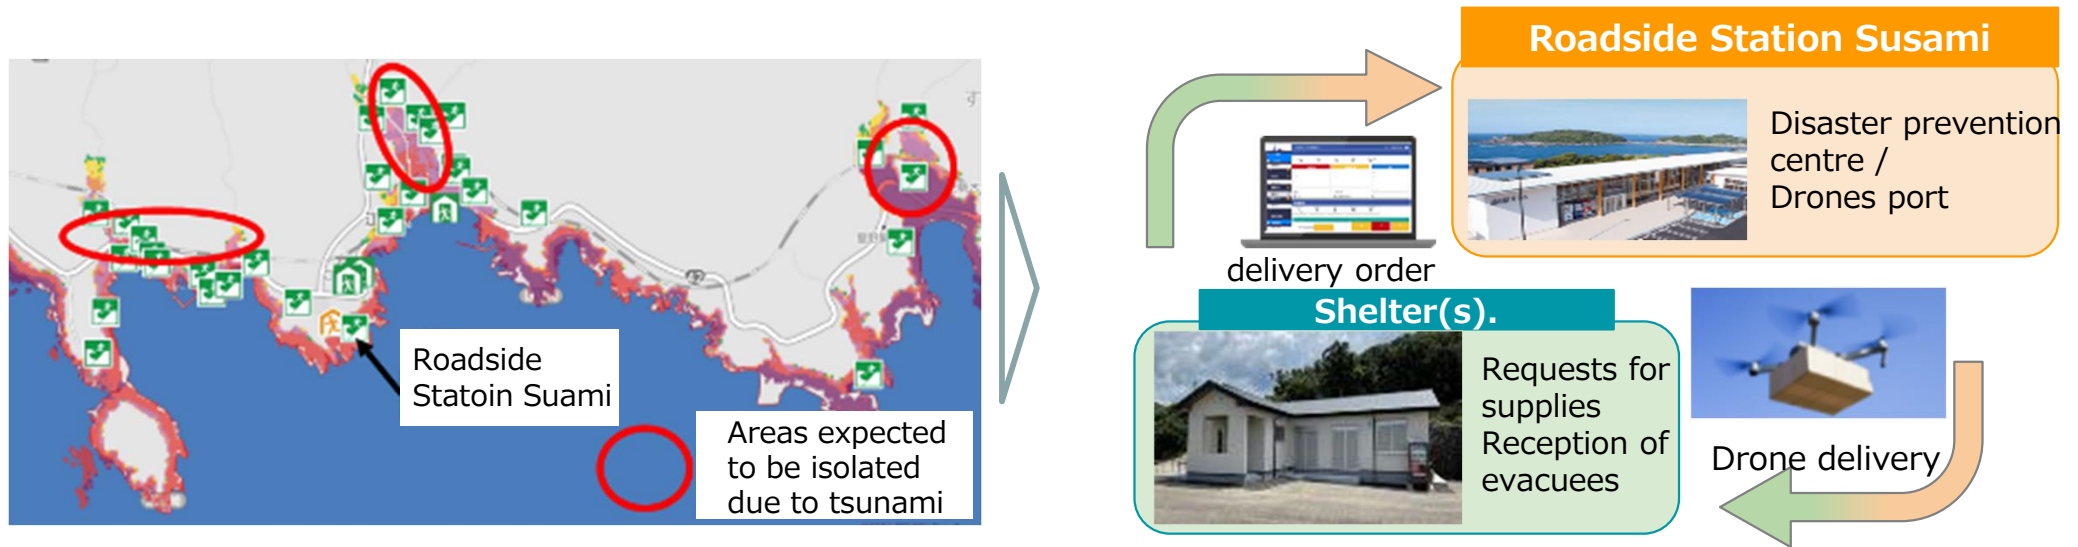 Roadside
Statoin Suami
Areas expected
to be isolated
due to tsunami
Roadside Station Susami
Disaster prevention
centre /
Drones port
delivery order
Shelter(s).
Requests for
supplies
Reception of
evacuees
Drone delivery